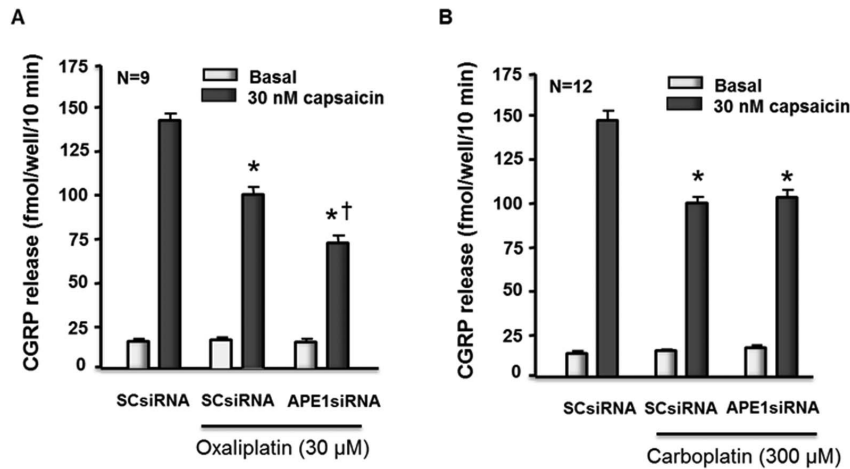 A
CGRP release (fmol/well/10 min)
175
150
125
100
75
50
25
0
N=9
Basal
30 nM capsaicin
*
*†
SCsiRNA SCsiRNA APE1siRNA
Oxaliplatin (30 µM)
B
CGRP release (fmol/well/10 min)
175
150
125
100
75
50
25
0
N=12
Basal
30 nM capsaicin
* *
SCsiRNA SCsiRNA APE1siRNA
Carboplatin (300 µM)